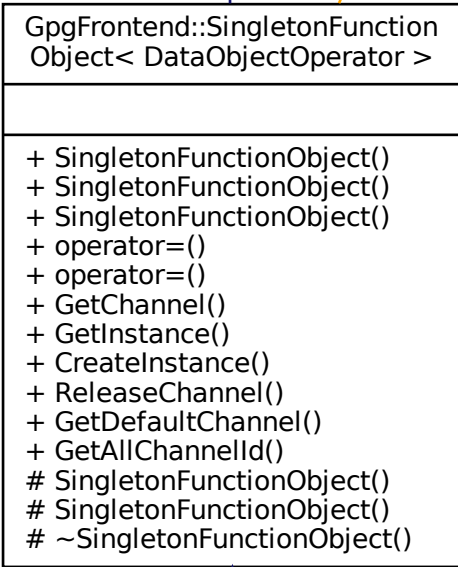 GpgFrontend::SingletonFunction
Object< DataObjectOperator >
+ SingletonFunctionObject()
+ SingletonFunctionObject()
+ SingletonFunctionObject()
+ operator=()
+ operator=()
+ GetChannel()
+ GetInstance()
+ CreateInstance()
+ ReleaseChannel()
+ GetDefaultChannel()
+ GetAllChannelId()
# SingletonFunctionObject()
# SingletonFunctionObject()
# ~SingletonFunctionObject()